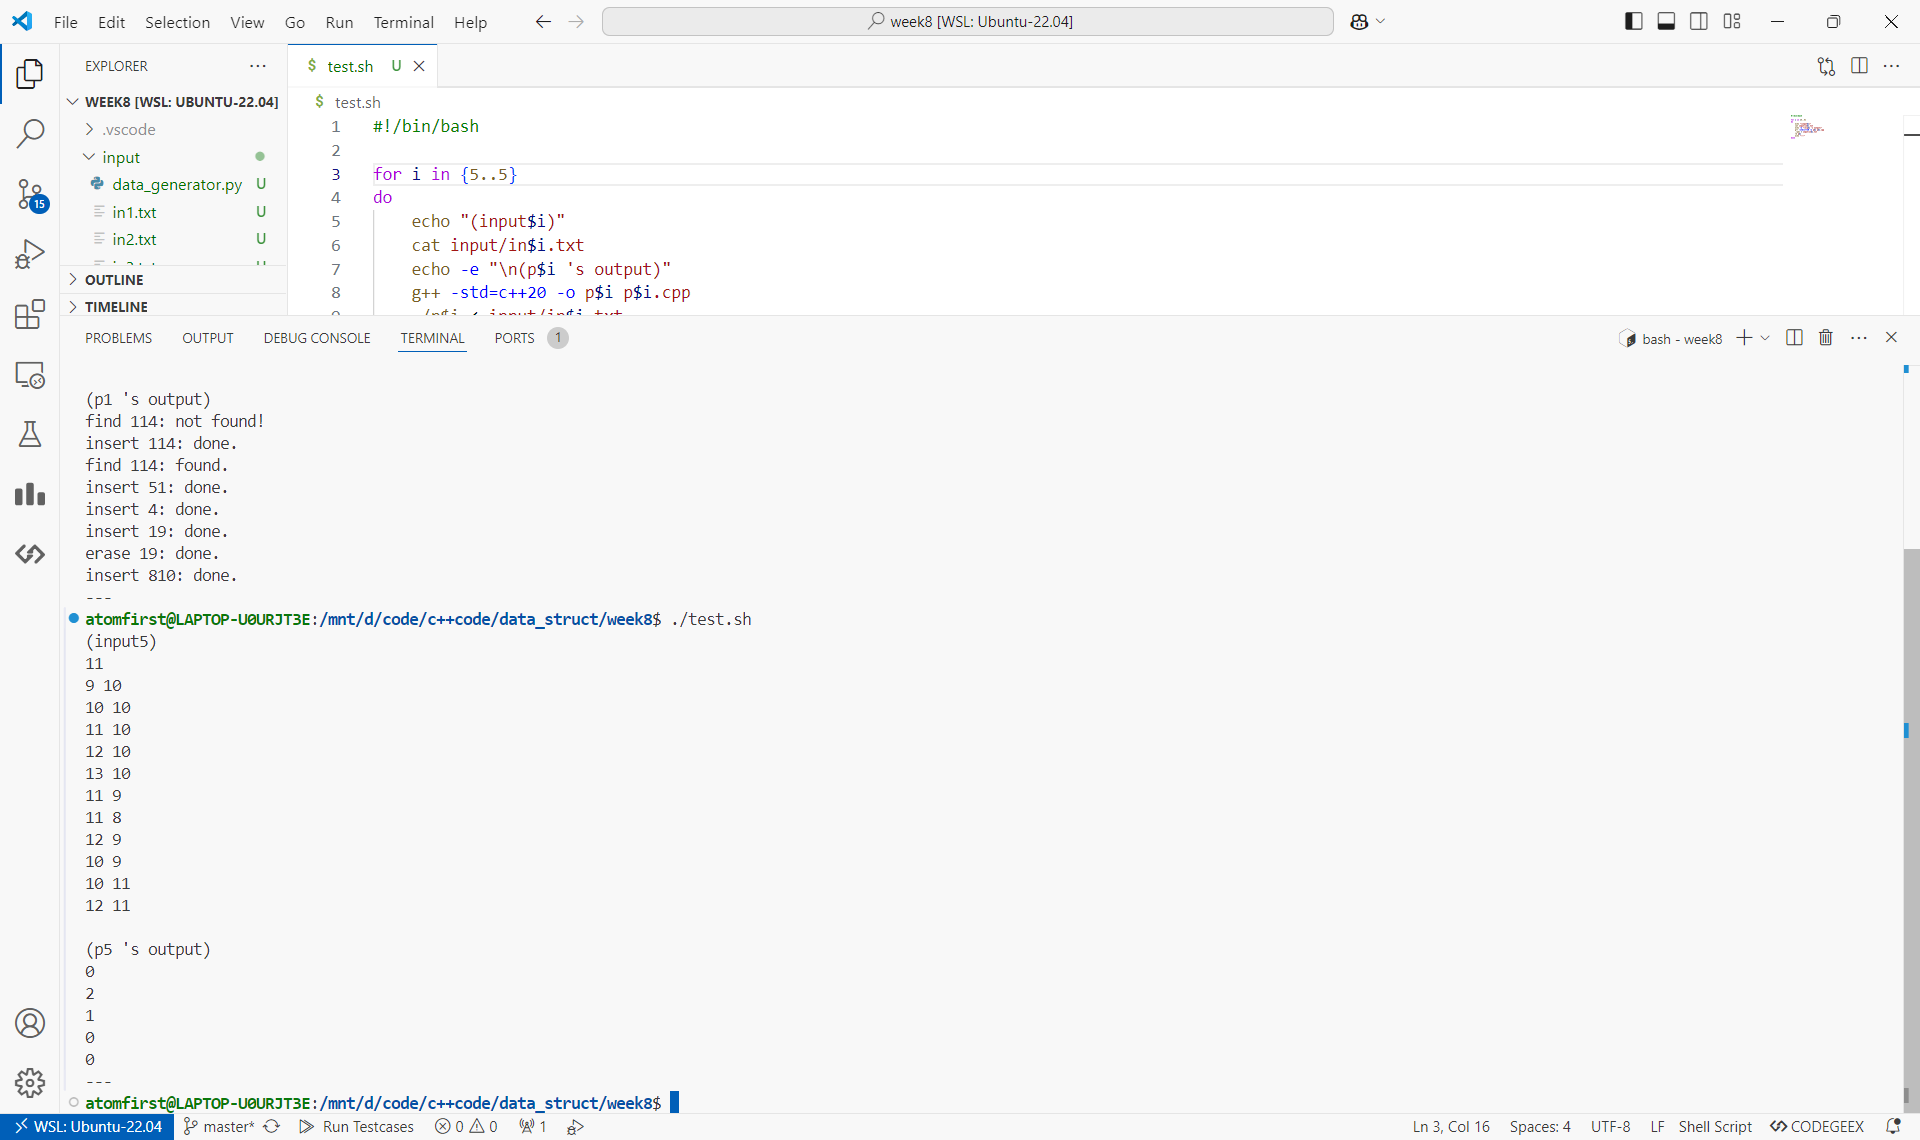 File Edit Selection View Go Run Terminal Help
week8 [WSL: Ubuntu-22.04]
EXPLORER
WEEK8 [WSL: UBUNTU-22.04]
.vscode
input
data_generator.py U
in1.txt U
in2.txt U
OUTLINE
TIMELINE
15
$ test.sh U
$ test.sh
1 #!/bin/bash
2
3 for i in {5..5}
4 do
5 echo "(input$i)"
6 cat input/in$i.txt
7 echo -e "\n(p$i 's output)"
8 g++ -std=c++20 -o p$i p$i.cpp
PROBLEMS OUTPUT DEBUG CONSOLE TERMINAL PORTS 1
bash - week8
(p1 's output)
find 114: not found!
insert 114: done.
find 114: found.
insert 51: done.
insert 4: done.
insert 19: done.
erase 19: done.
insert 810: done.
---
atomfirst@LAPTOP-U0URJT3E:/mnt/d/code/c++code/data_struct/week8$ ./test.sh
(input5)
11
9 10
10 10
11 10
12 10
13 10
11 9
11 8
12 9
10 9
10 11
12 11
(p5 's output)
0
2
1
0
0
---
atomfirst@LAPTOP-U0URJT3E:/mnt/d/code/c++code/data_struct/week8$
WSL: Ubuntu-22.04 master* Run Testcases 0 0 1
Ln 3, Col 16 Spaces: 4 UTF-8 LF Shell Script CODEGEEX